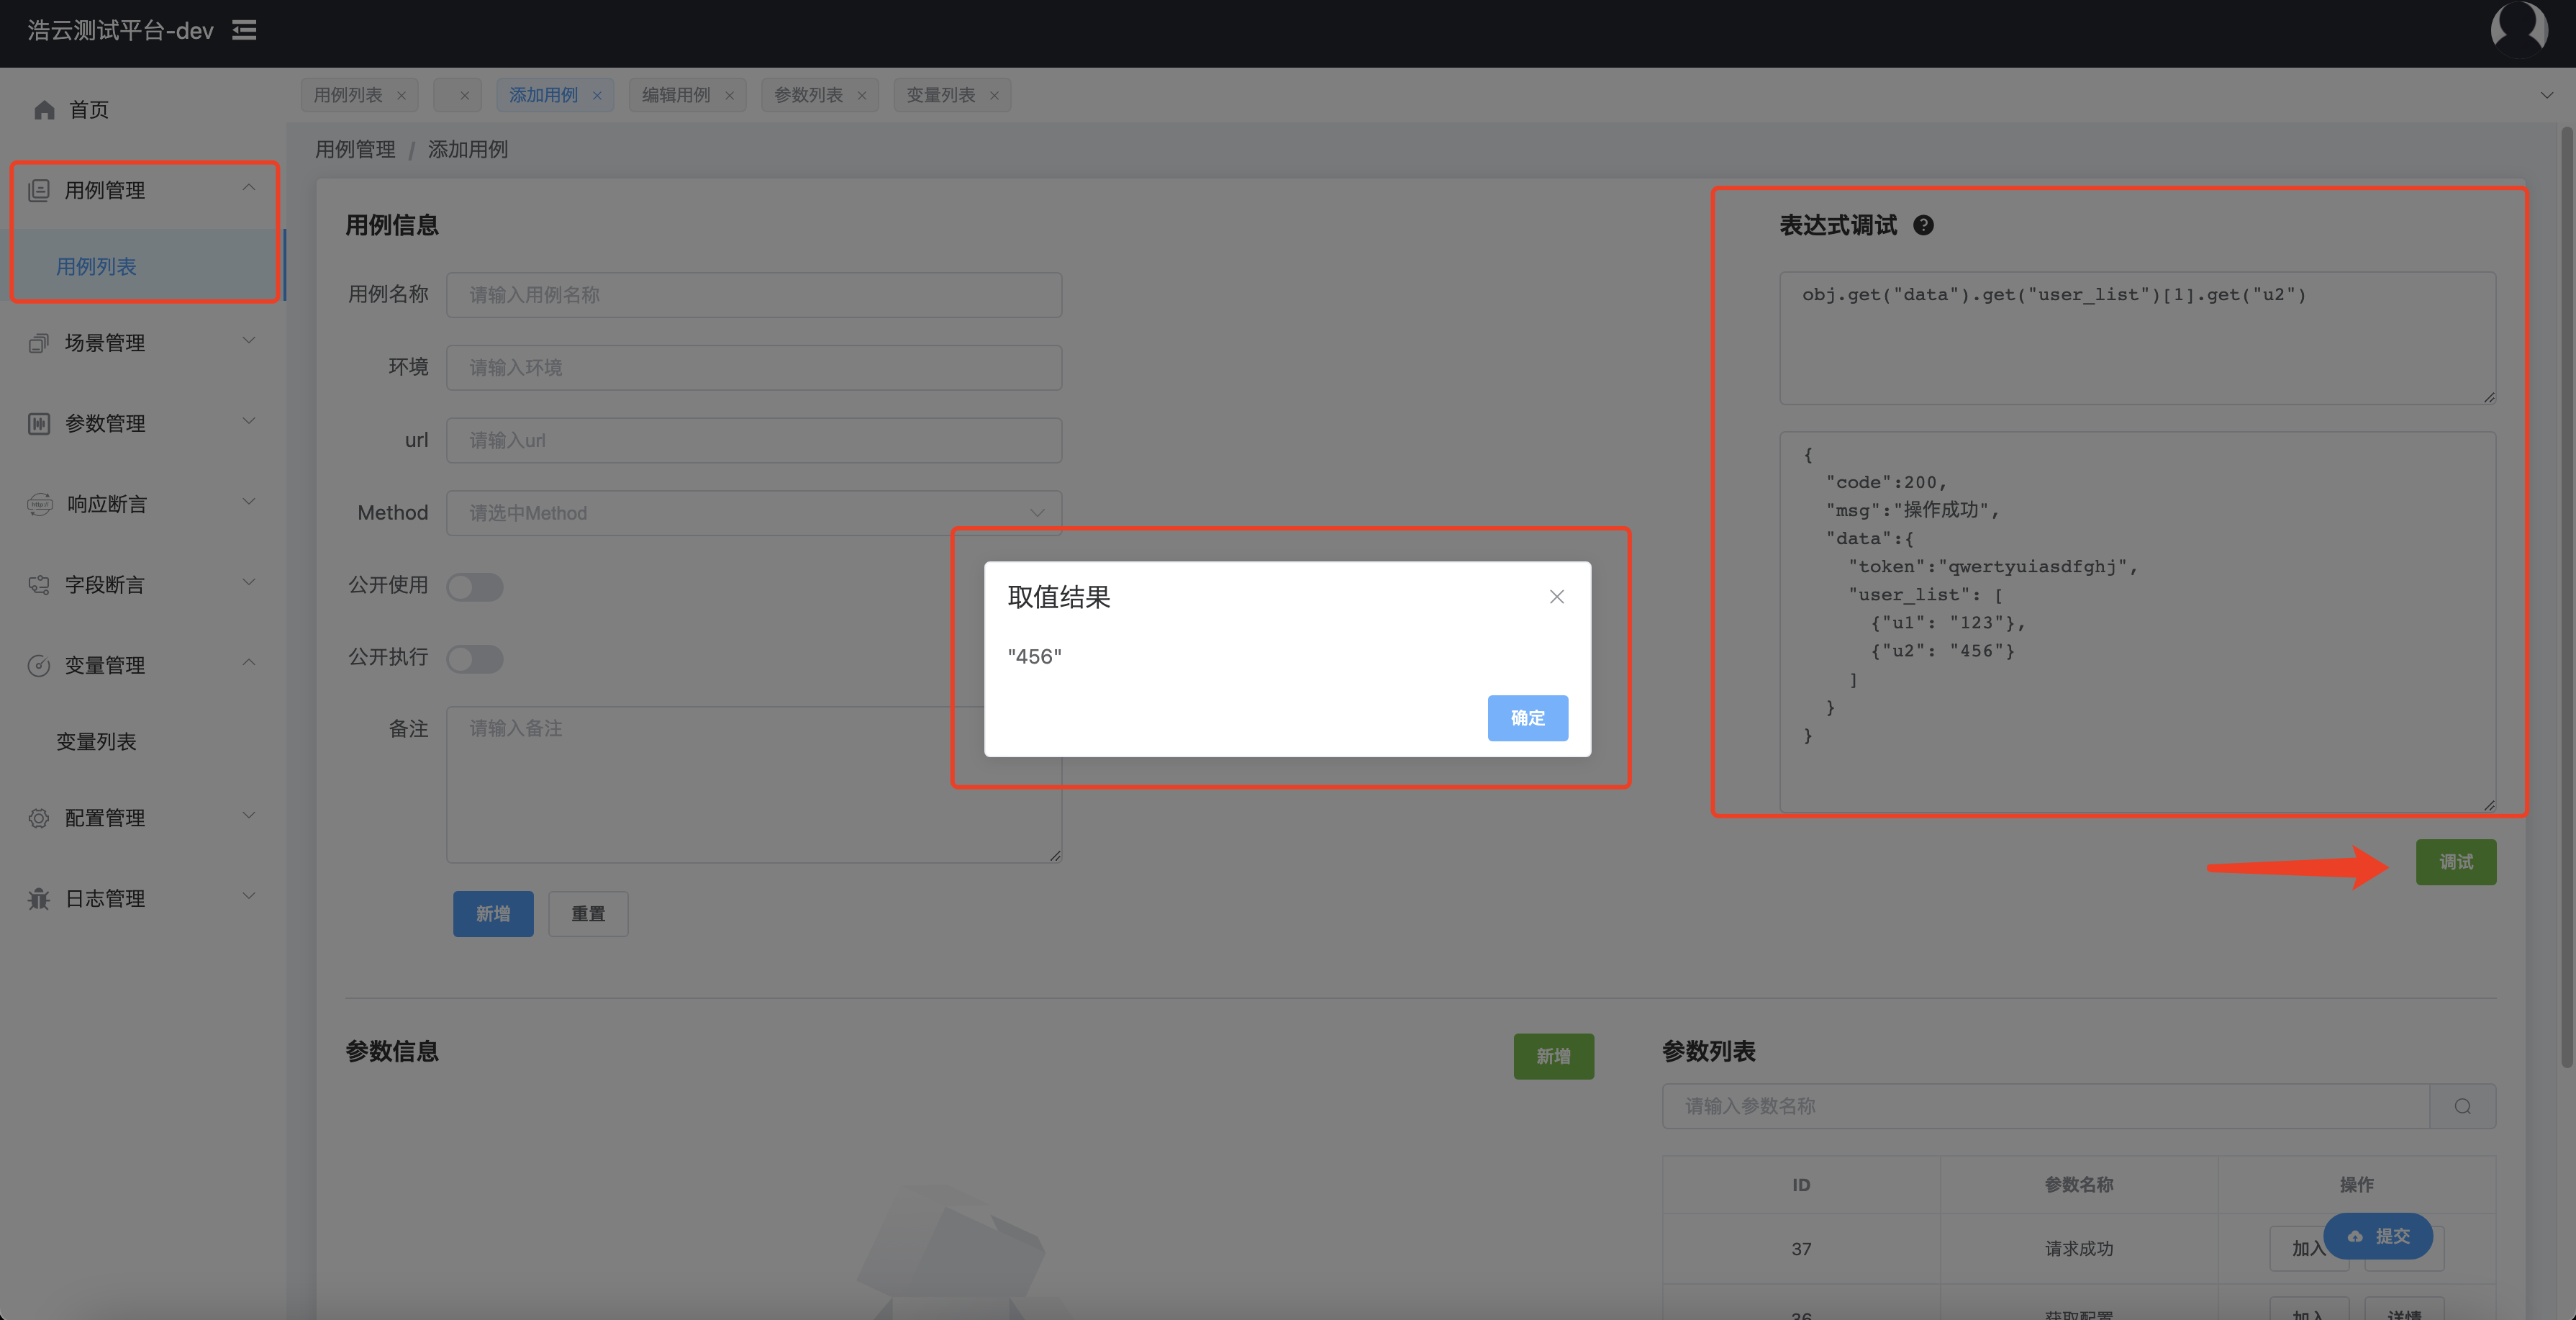 浩云测试平台-dev
用例列表
添加用例
编辑用例
参数列表
变量列表
首页
用例管理
用例列表
场景管理
参数管理
响应断言
字段断言
变量管理
变量列表
配置管理
日志管理
用例管理 / 添加用例
用例信息
用例名称 请输入用例名称
环境 请输入环境
url 请输入url
Method 请选中Method
公开使用
公开执行
备注 请输入备注
新增 重置
表达式调试
obj.get("data").get("user_list")[1].get("u2")
{
"code":200,
"msg":"操作成功",
"data":{
"token":"qwertyuiasdfghj",
"user_list": [
{"u1": "123"},
{"u2": "456"}
]
}
}
调试
取值结果
"456"
确定
参数信息
新增
参数列表
请输入参数名称
ID 参数名称 操作
37 请求成功 加入
提交
36 获取配置 加入 详情